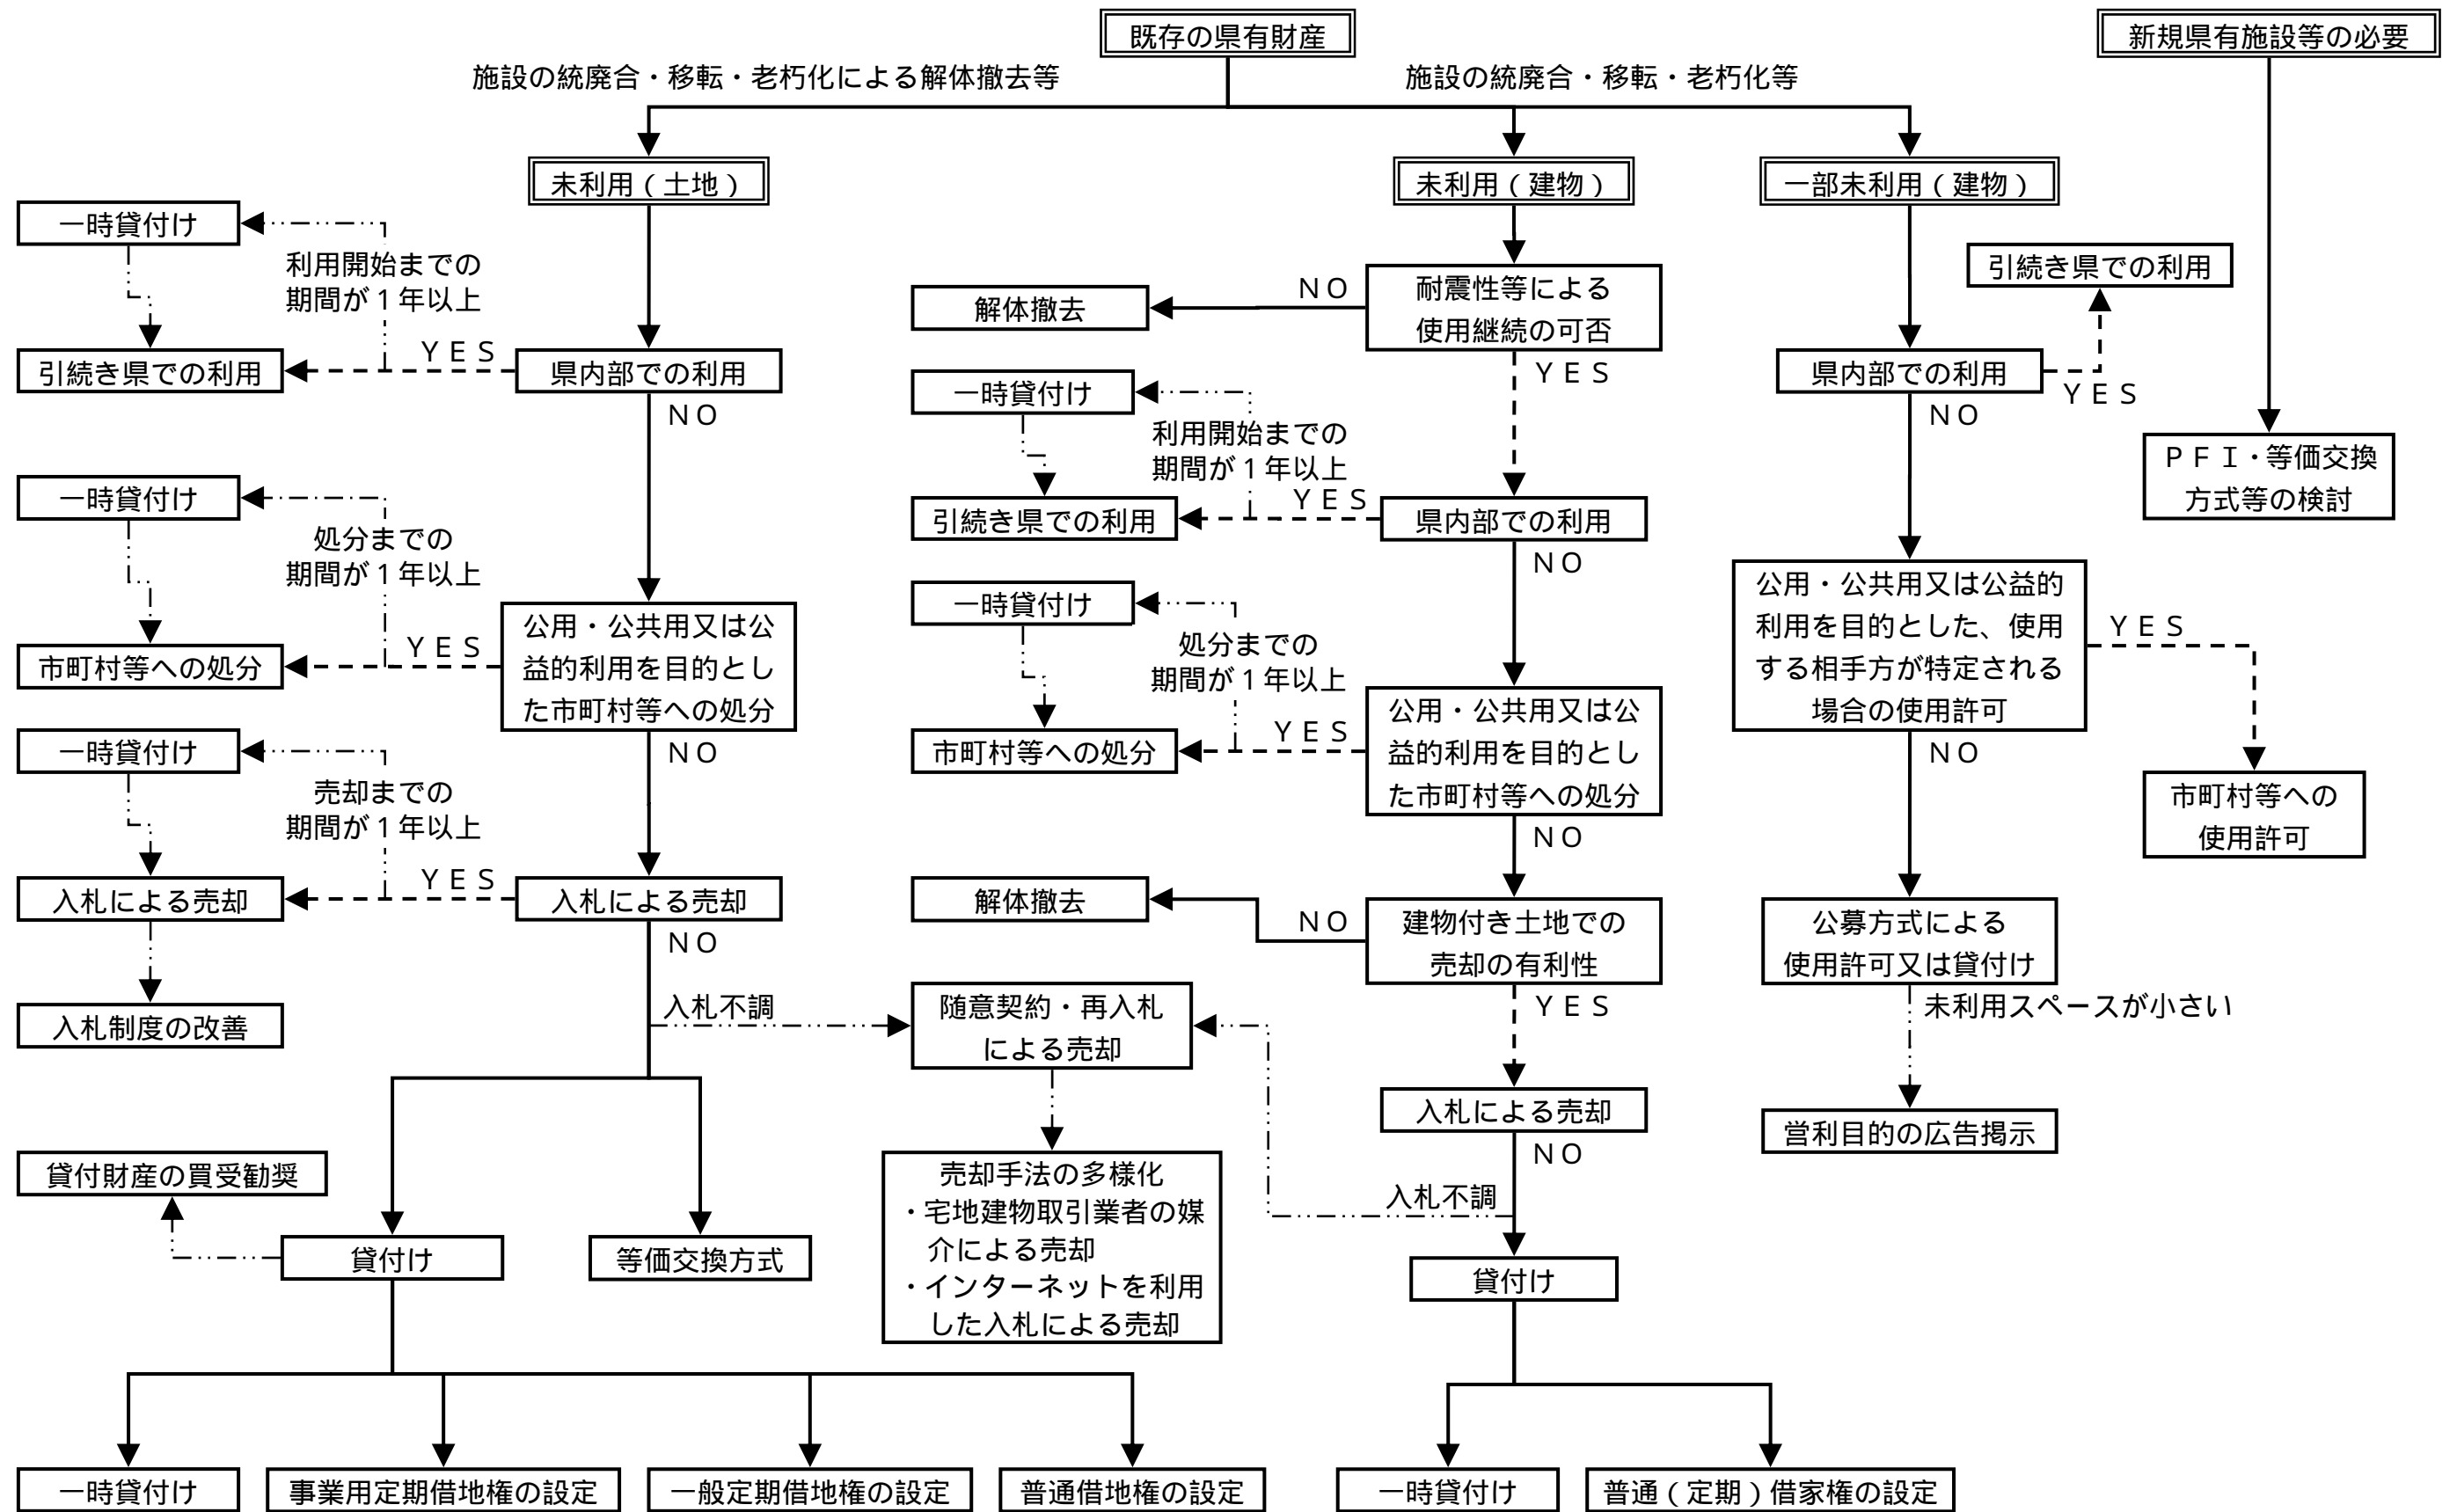 既存の県有財産
新規県有施設等の必要
施設の統廃合・移転・老朽化による解体撤去等
施設の統廃合・移転・老朽化等
未利用（土地）
未利用（建物）
一部未利用（建物）
一時貸付け
利用開始までの
期間が１年以上
引続き県での利用
ＹＥＳ
県内部での利用
ＮＯ
一時貸付け
処分までの
期間が１年以上
市町村等への処分
ＹＥＳ
公用・公共用又は公
益的利用を目的とし
た市町村等への処分
ＮＯ
一時貸付け
売却までの
期間が１年以上
入札による売却
ＹＥＳ
入札による売却
ＮＯ
入札制度の改善
入札不調
随意契約・再入札
による売却
売却手法の多様化
・宅地建物取引業者の媒
介による売却
・インターネットを利用
した入札による売却
貸付財産の買受勧奨
貸付け
等価交換方式
一時貸付け
事業用定期借地権の設定
一般定期借地権の設定
普通借地権の設定
耐震性等による
使用継続の可否
ＮＯ
解体撤去
ＹＥＳ
一時貸付け
利用開始までの
期間が１年以上
引続き県での利用
ＹＥＳ
県内部での利用
ＮＯ
一時貸付け
処分までの
期間が１年以上
市町村等への処分
ＹＥＳ
公用・公共用又は公
益的利用を目的とし
た市町村等への処分
ＮＯ
解体撤去
ＮＯ
建物付き土地での
売却の有利性
ＹＥＳ
入札による売却
ＮＯ
入札不調
貸付け
一時貸付け
普通（定期）借家権の設定
引続き県での利用
県内部での利用
ＹＥＳ
ＮＯ
公用・公共用又は公益的
利用を目的とした、使用
する相手方が特定される
場合の使用許可
ＹＥＳ
ＮＯ
市町村等への
使用許可
公募方式による
使用許可又は貸付け
未利用スペースが小さい
営利目的の広告掲示
ＰＦＩ・等価交換
方式等の検討